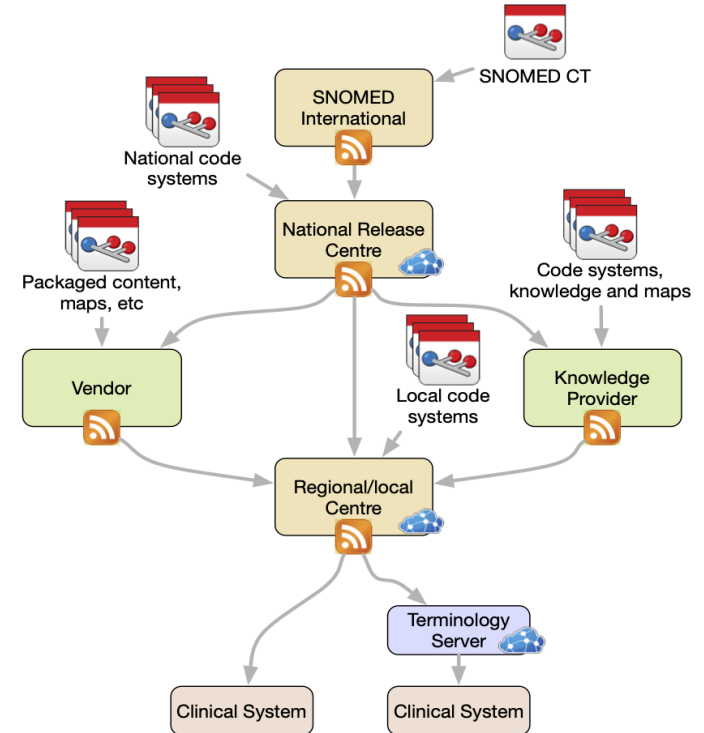 SNOMED CT
SNOMED
International
National code
systems
National Release
Centre
Packaged content,
maps, etc
Code systems,
knowledge and maps
Vendor
Local code
systems
Knowledge
Provider
Regional/local
Centre
Terminology
Server
Clinical System
Clinical System